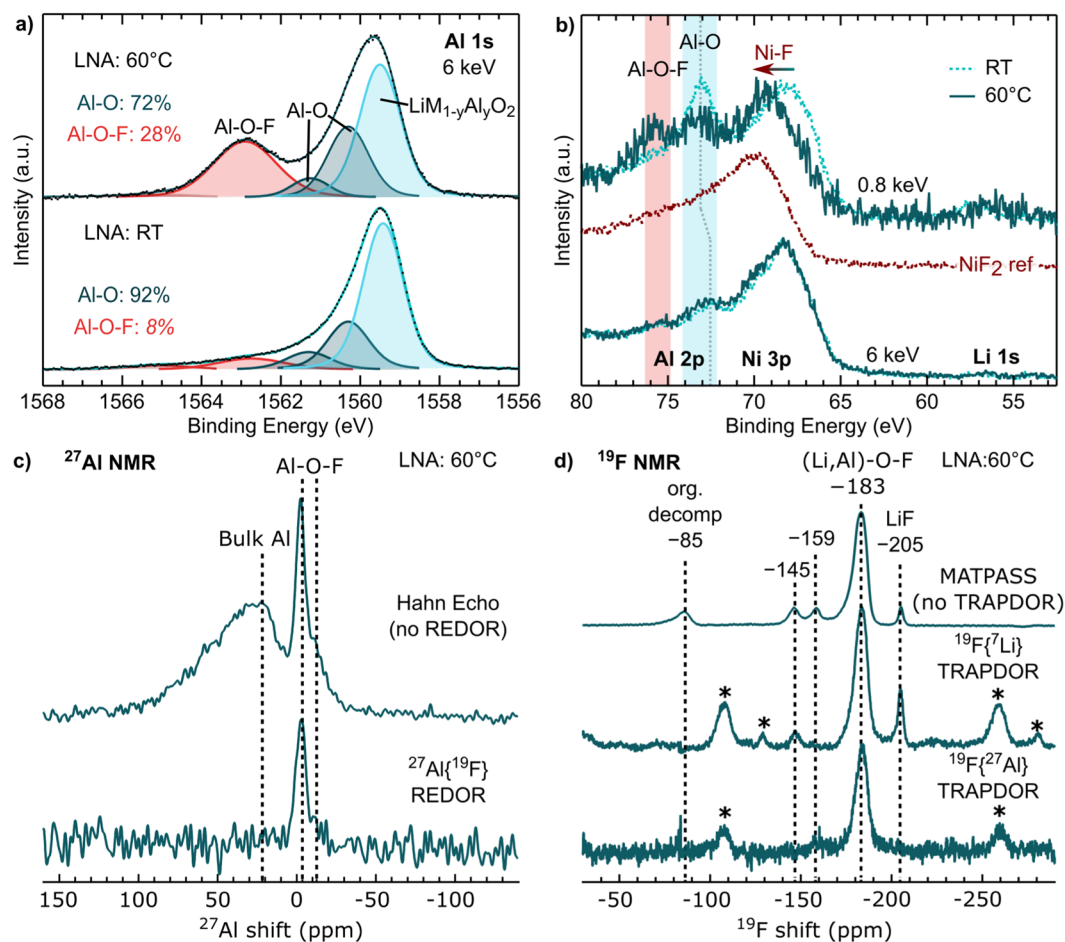 a)
Al 1s
6 keV
LNA: 60°C
Al-O: 72%
Al-O-F: 28%
Al-O-F
Al-O
LiM1-yAlyO2
LNA: RT
Al-O: 92%
Al-O-F: 8%
Intensity (a.u.)
1568 1566 1564 1562 1560 1558 1556
Binding Energy (eV)
b)
Al-O
Al-O-F
Ni-F
RT
60°C
0.8 keV
NiF2 ref
6 keV
Al 2p
Ni 3p
Li 1s
Intensity (a.u.)
80 75 70 65 60 55
Binding Energy (eV)
c)
27Al NMR
Al-O-F
LNA: 60°C
Bulk Al
Hahn Echo
(no REDOR)
27Al{19F}
REDOR
150 100 50 0 -50 -100
27Al shift (ppm)
d)
19F NMR
(Li,Al)-O-F
LNA:60°C
−183
org.
decomp
−85
−145
−159
LiF
−205
MATPASS
(no TRAPDOR)
19F{7Li}
TRAPDOR
* * * *
19F{27Al}
TRAPDOR
* *
-50 -100 -150 -200 -250
19F shift (ppm)